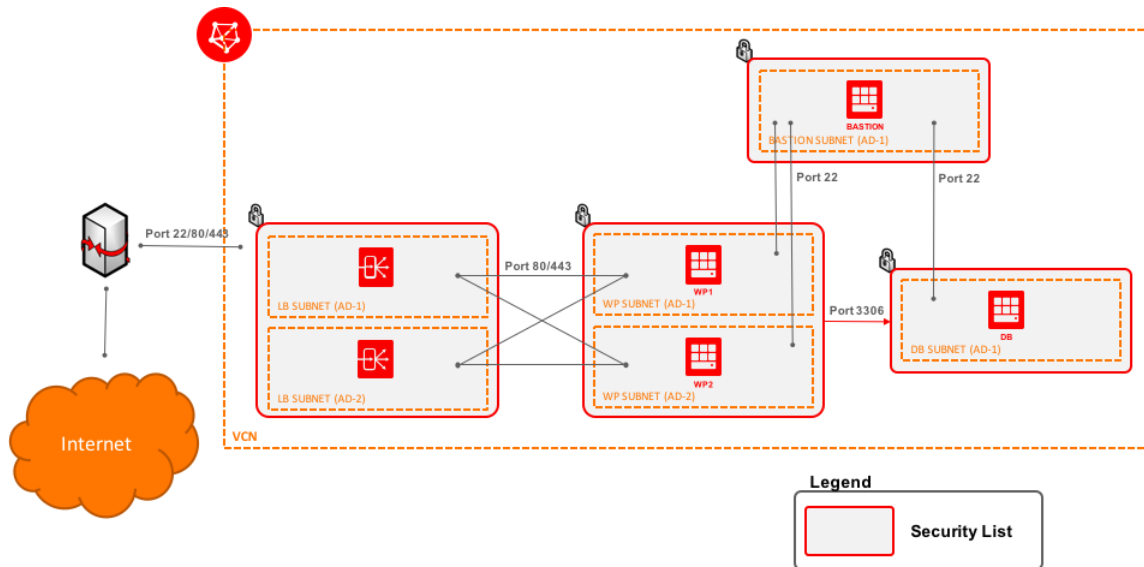 BASTION
BASTION SUBNET (AD-1)
Port 22
Port 22
Port 22/80/443
LB SUBNET (AD-1)
Port 80/443
WP1
WP SUBNET (AD-1)
Port 3306
DB
DB SUBNET (AD-1)
LB SUBNET (AD-2)
WP2
WP SUBNET (AD-2)
Internet
VCN
Legend
Security List